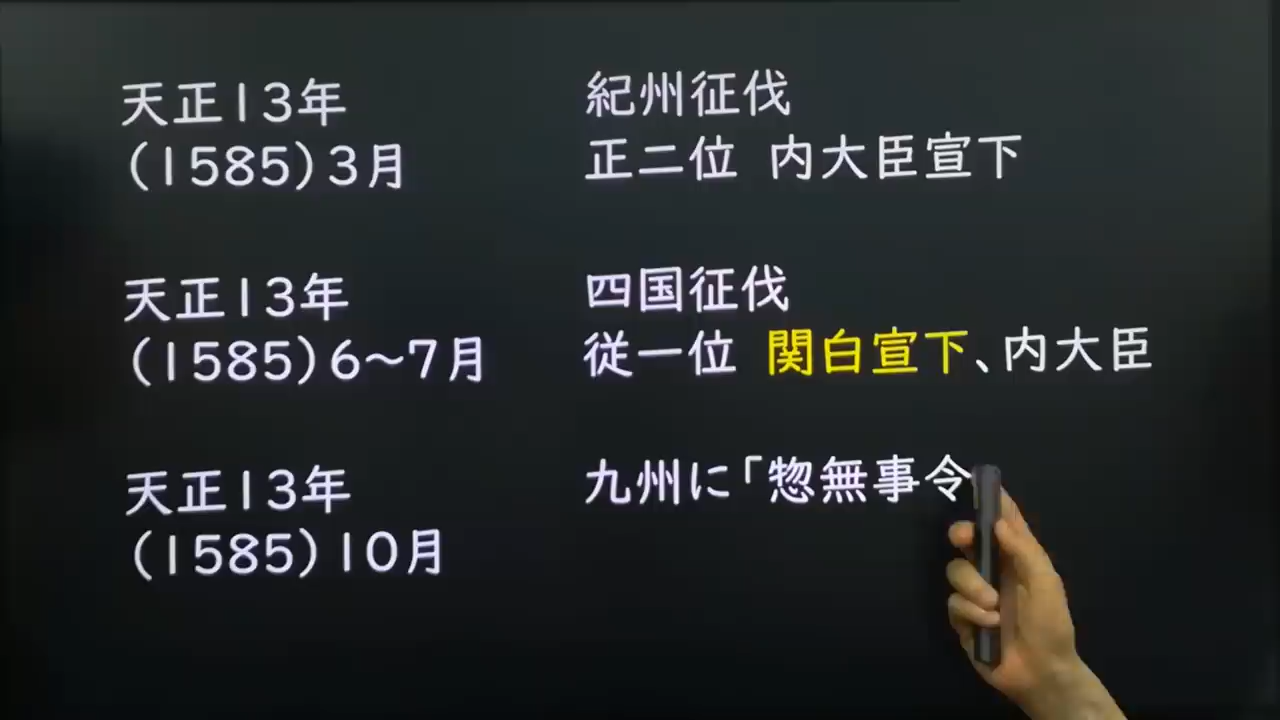 天正13年
(1585)3月
紀州征伐
正二位 内大臣宣下
天正13年
(1585)6〜7月
四国征伐
従一位 関白宣下、内大臣
天正13年
(1585)10月
九州に「惣無事令